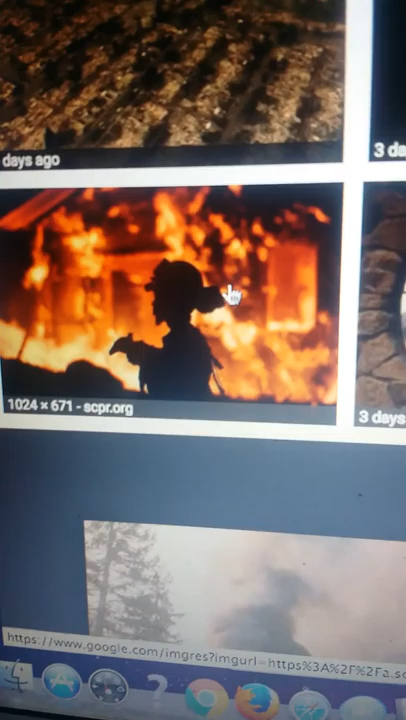 days ago
3 da
1024 × 671 - scpr.org
3 days
https://www.google.com/imgres?imgurl=https%3A%2F%2Fa.sc
?